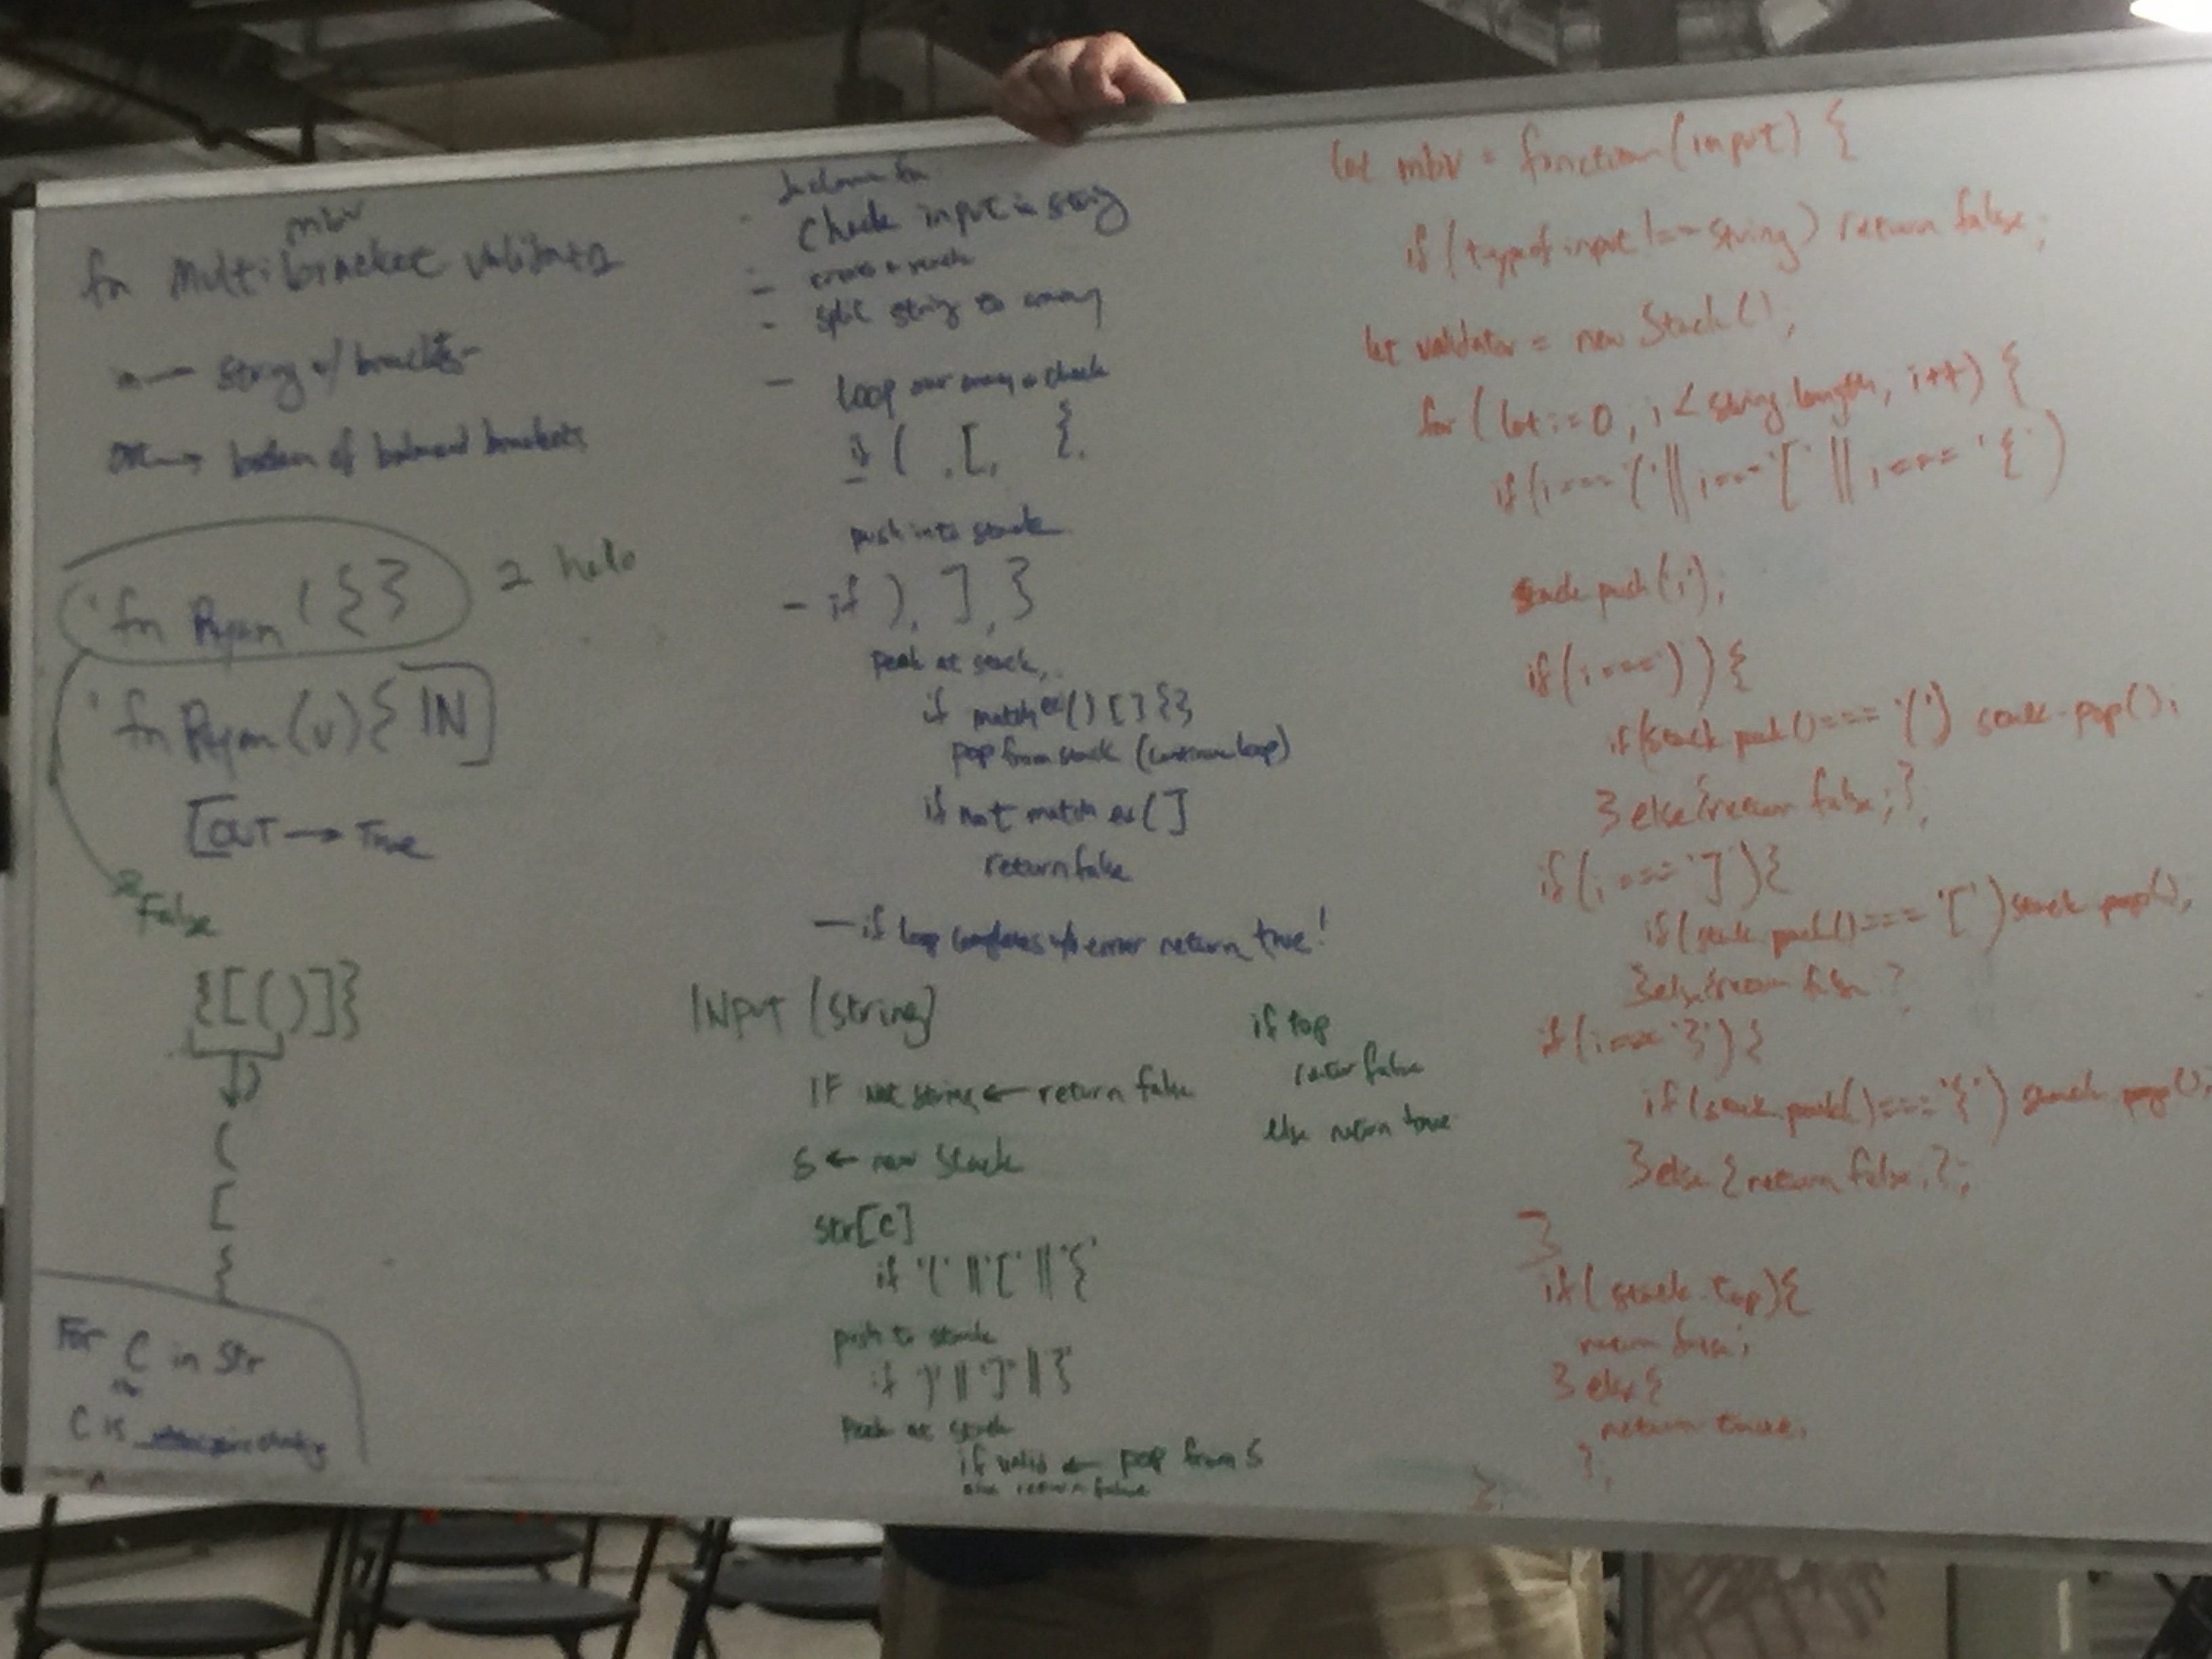 mbv
fn Multibracket validator
in — string w/ brackets
out → boolean of balanced brackets
'fn Ryan ( { }
2 helo
'fn Ryan (v) { IN ]
[OUT → True
False
{[()]}
(
[
{
For C in Str
C is
declare fn
- Check input is string
- create a stack
- split string to array
- loop over array & check
if ( , [, {,
push into stack
- if ), ], }
Peak at stack,
if match ex () [ ] { }
pop from stack (continue loop)
if not match ex ( ]
return false
- if loop completes w/o error return true!
INPUT (string]
IF not string ← return false
S ← new Stack
str[c]
if '(' || '[' || '{'
push to stack
if ')' || ']' || }
Peak at stack
if valid ← pop from S
else return false
if top
return false
else return true
let mbv = function(input) {
if (typeof input !== string) return false;
let validator = new Stack();
for (let i = 0, i < string.length, i++) {
if (i === '(' || i === '[' || i === '{')
stack.push(i);
if (i === ')') {
if (stack.peak() === '(') stack.pop();
} else {return false;},
if (i === ']') {
if (stack.peak() === '[') stack.pop();
} else {return false }
if (i === '}') {
if (stack.peak() === '{') stack.pop();
} else {return false;};
}
if (stack.top) {
return false;
} else {
return true;
};
};